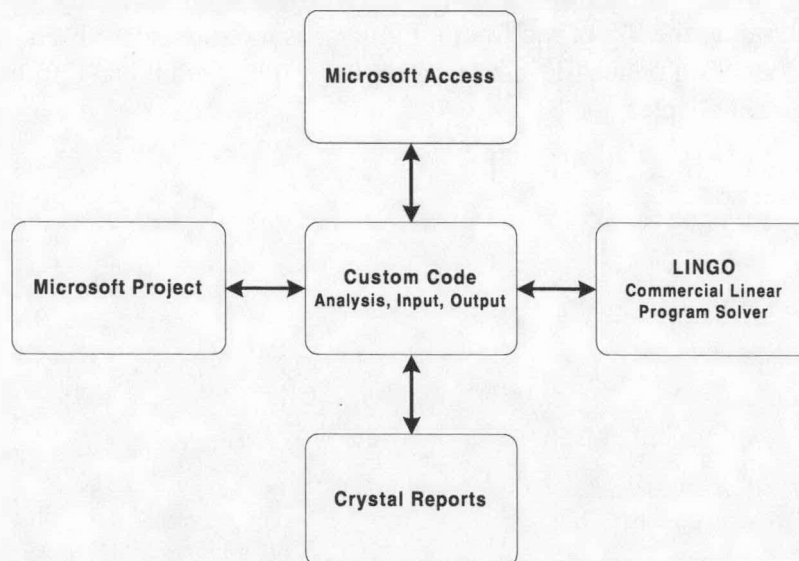 Microsoft Access
Microsoft Project
Custom Code
Analysis, Input, Output
LINGO
Commercial Linear
Program Solver
Crystal Reports